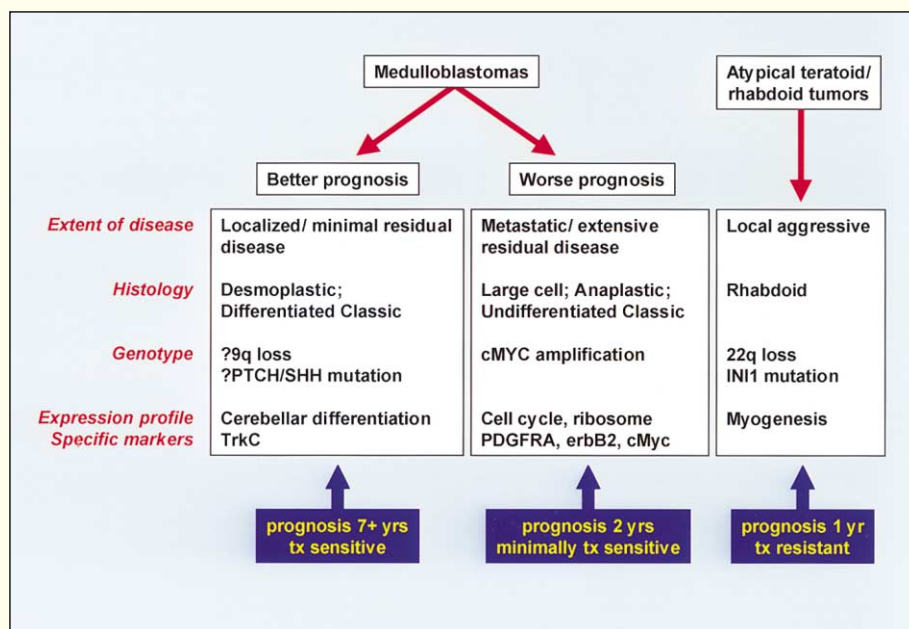 Medulloblastomas
Atypical teratoid/
rhabdoid tumors
Better prognosis
Worse prognosis
Extent of disease
Localized/ minimal residual
disease
Metastatic/ extensive
residual disease
Local aggressive
Histology
Desmoplastic;
Differentiated Classic
Large cell; Anaplastic;
Undifferentiated Classic
Rhabdoid
Genotype
?9q loss
?PTCH/SHH mutation
cMYC amplification
22q loss
INI1 mutation
Expression profile
Specific markers
Cerebellar differentiation
TrkC
Cell cycle, ribosome
PDGFRA, erbB2, cMyc
Myogenesis
prognosis 7+ yrs
tx sensitive
prognosis 2 yrs
minimally tx sensitive
prognosis 1 yr
tx resistant